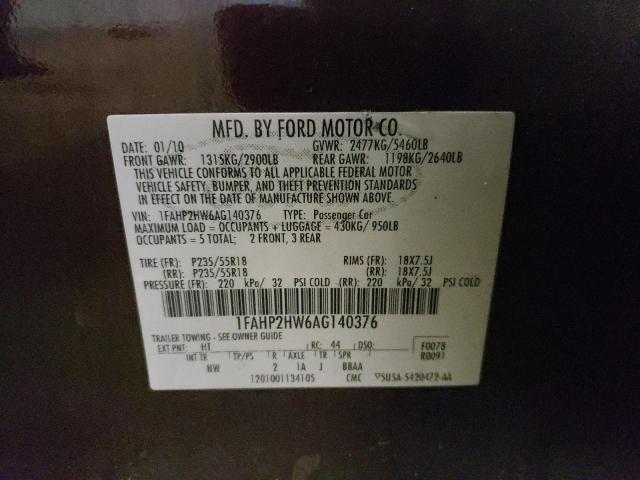 MFD. BY FORD MOTOR CO.
DATE: 01/10 GVWR: 2477KG/5460LB
FRONT GAWR: 1315KG/2900LB REAR GAWR: 1198KG/2640LB
THIS VEHICLE CONFORMS TO ALL APPLICABLE FEDERAL MOTOR
VEHICLE SAFETY, BUMPER, AND THEFT PREVENTION STANDARDS
IN EFFECT ON THE DATE OF MANUFACTURE SHOWN ABOVE.
VIN: 1FAHP2HW6AG140376 TYPE: Passenger Car
MAXIMUM LOAD = OCCUPANTS + LUGGAGE = 430KG/ 950LB
OCCUPANTS = 5 TOTAL; 2 FRONT, 3 REAR
TIRE (FR): P235/55R18 RIMS (FR): 18X7.5J
(RR): P235/55R18 (RR): 18X7.5J
PRESSURE (FR): 220 kPa/ 32 PSI COLD (RR): 220 kPa/ 32 PSI COLD
1FAHP2HW6AG140376
TRAILER TOWING - SEE OWNER GUIDE
EXT PNT: HT RC: 44 DSO: F0078
R0091
INT TR TP/PS R AXLE TR SPR
NW 2 1A J BBAA
1201001134105 CMC 5U5A-5420472-AA